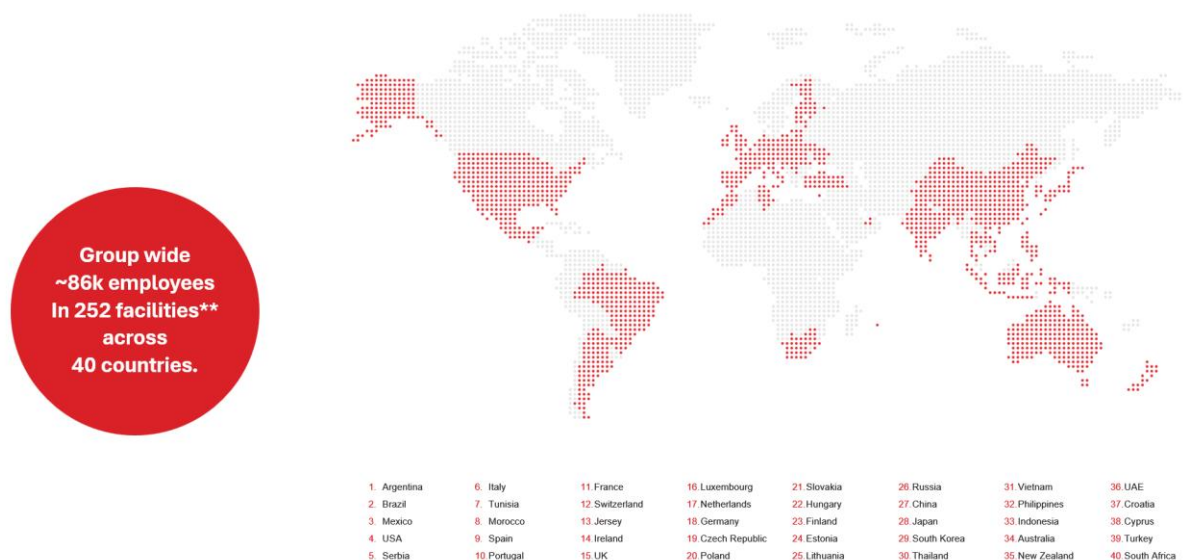 Group wide
~86k employees
In 252 facilities**
across
40 countries.
1. Argentina
2. Brazil
3. Mexico
4. USA
5. Serbia
6. Italy
7. Tunisia
8. Morocco
9. Spain
10. Portugal
11. France
12. Switzerland
13. Jersey
14. Ireland
15. UK
16. Luxembourg
17. Netherlands
18. Germany
19. Czech Republic
20. Poland
21. Slovakia
22. Hungary
23. Finland
24. Estonia
25. Lithuania
26. Russia
27. China
28. Japan
29. South Korea
30. Thailand
31. Vietnam
32. Philippines
33. Indonesia
34. Australia
35. New Zealand
36. UAE
37. Croatia
38. Cyprus
39. Turkey
40 South Africa